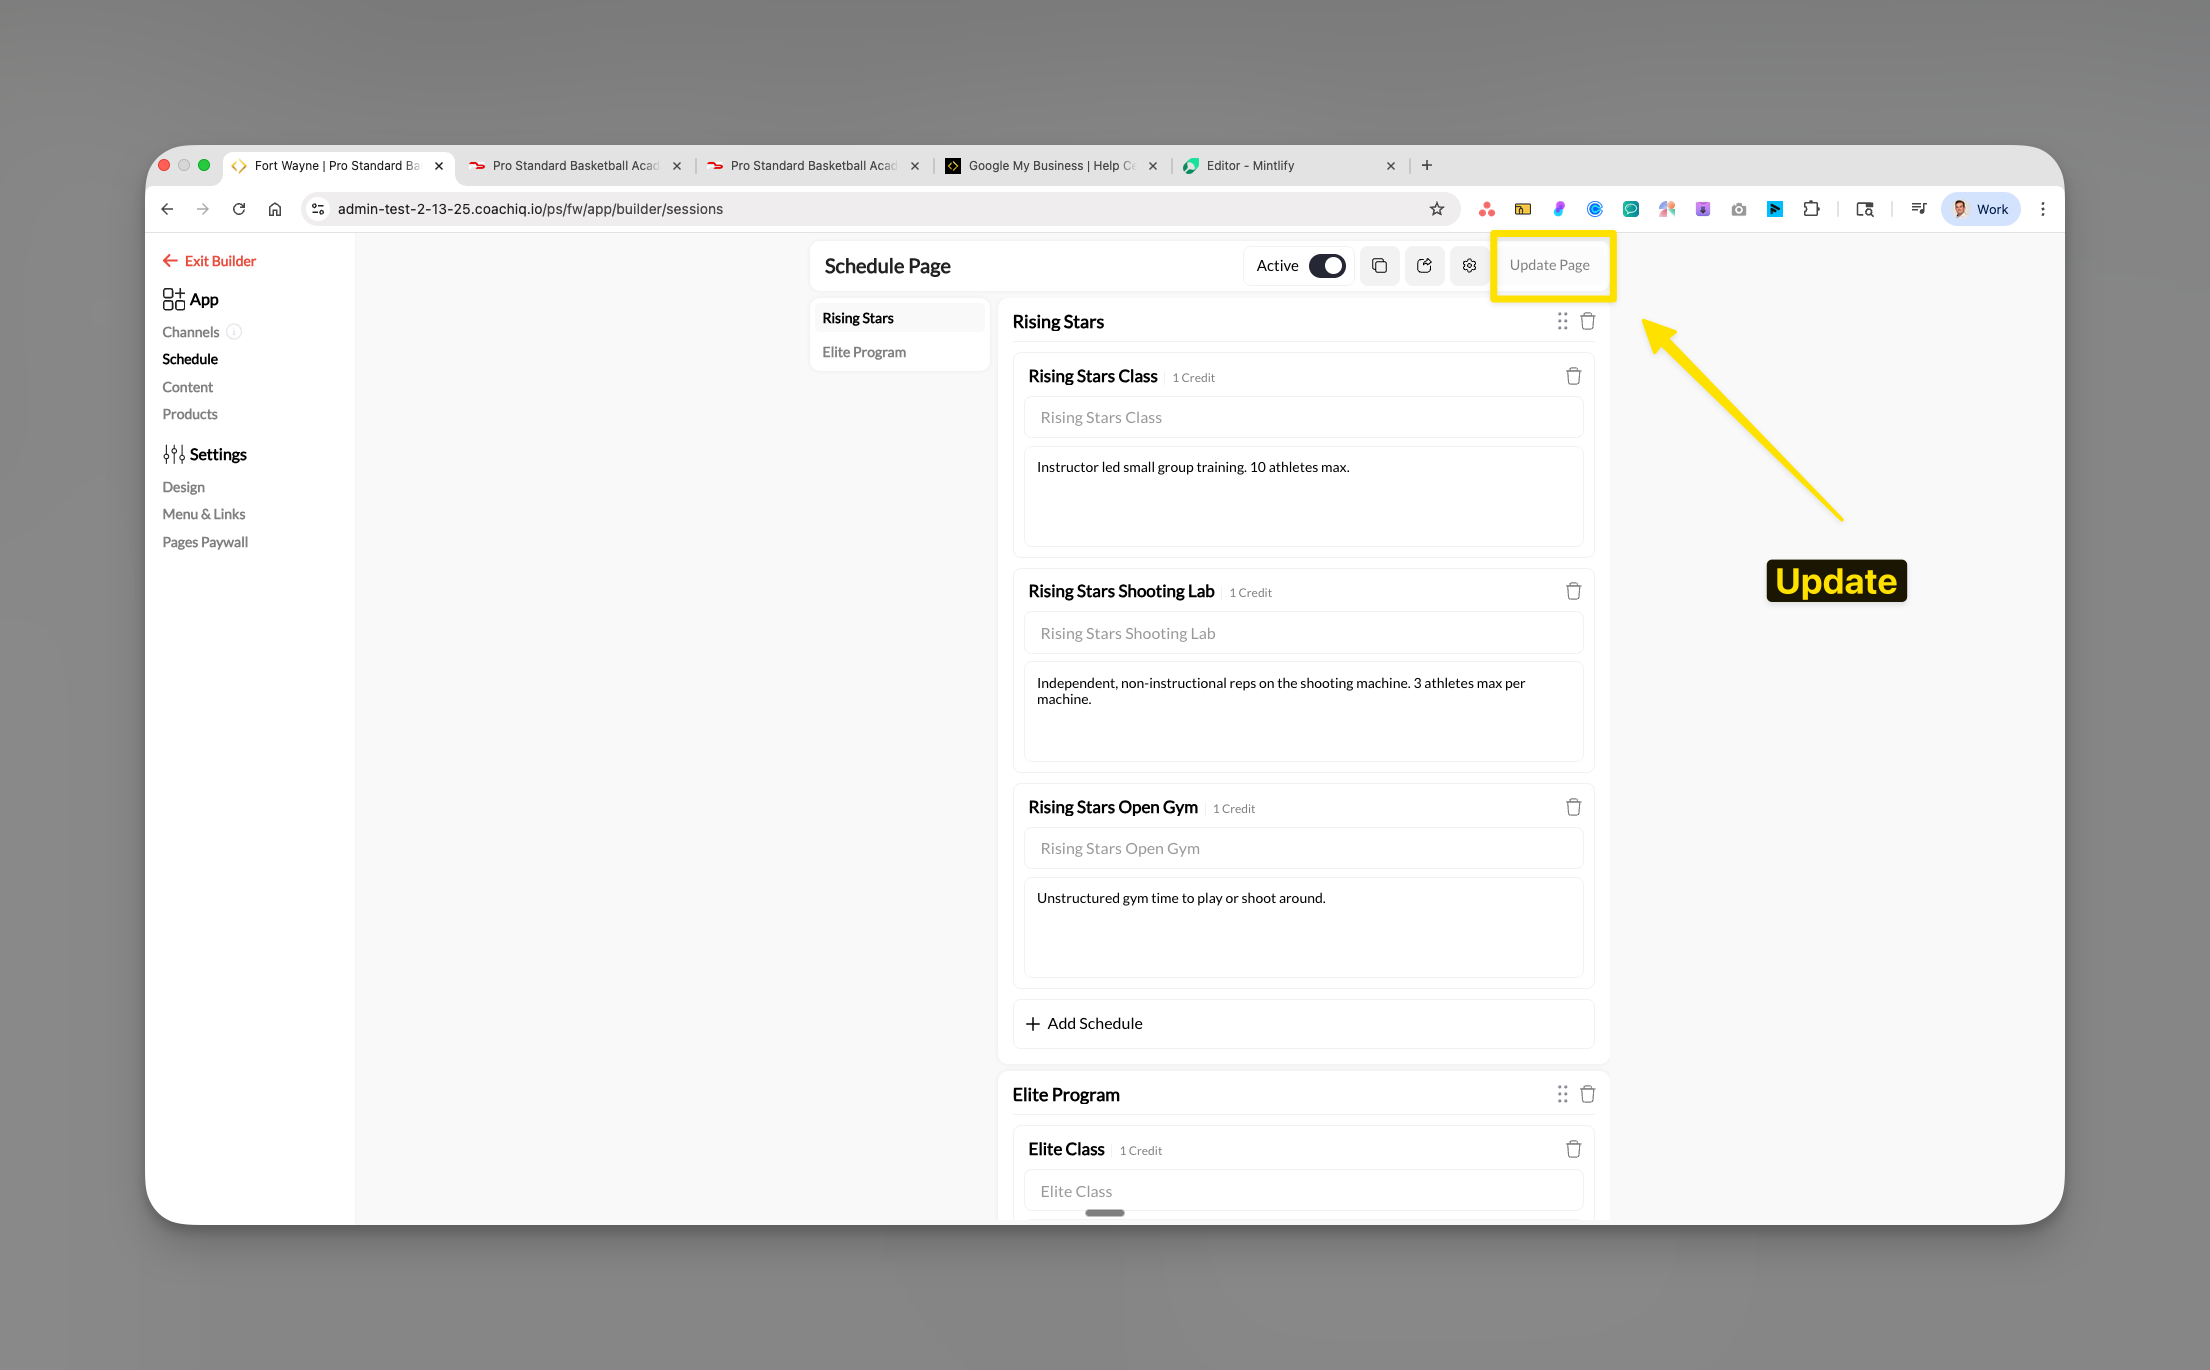 Fort Wayne | Pro Standard Ba
Pro Standard Basketball Acad
Pro Standard Basketball Acad
Google My Business | Help Ce
Editor - Mintlify
admin-test-2-13-25.coachiq.io/ps/fw/app/builder/sessions
Work
Exit Builder
App
Channels
Schedule
Content
Products
Settings
Design
Menu & Links
Pages Paywall
Schedule Page
Active
Update Page
Rising Stars
Elite Program
Rising Stars
Rising Stars Class
1 Credit
Rising Stars Class
Instructor led small group training. 10 athletes max.
Rising Stars Shooting Lab
1 Credit
Rising Stars Shooting Lab
Independent, non-instructional reps on the shooting machine. 3 athletes max per
machine.
Rising Stars Open Gym
1 Credit
Rising Stars Open Gym
Unstructured gym time to play or shoot around.
Add Schedule
Elite Program
Elite Class
1 Credit
Elite Class
Update